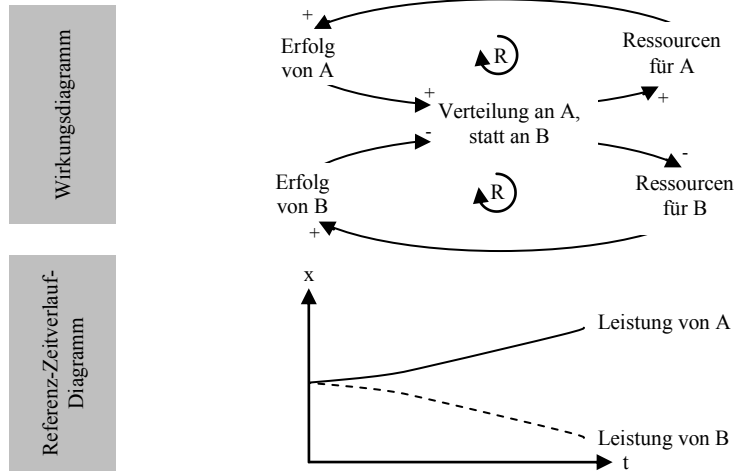 Wirkungsdiagramm
+
Erfolg
von A
R
Ressourcen
für A
+
+
Verteilung an A,
statt an B
-
-
Erfolg
von B
R
Ressourcen
für B
+
Referenz-Zeitverlauf-
Diagramm
x
Leistung von A
Leistung von B
t